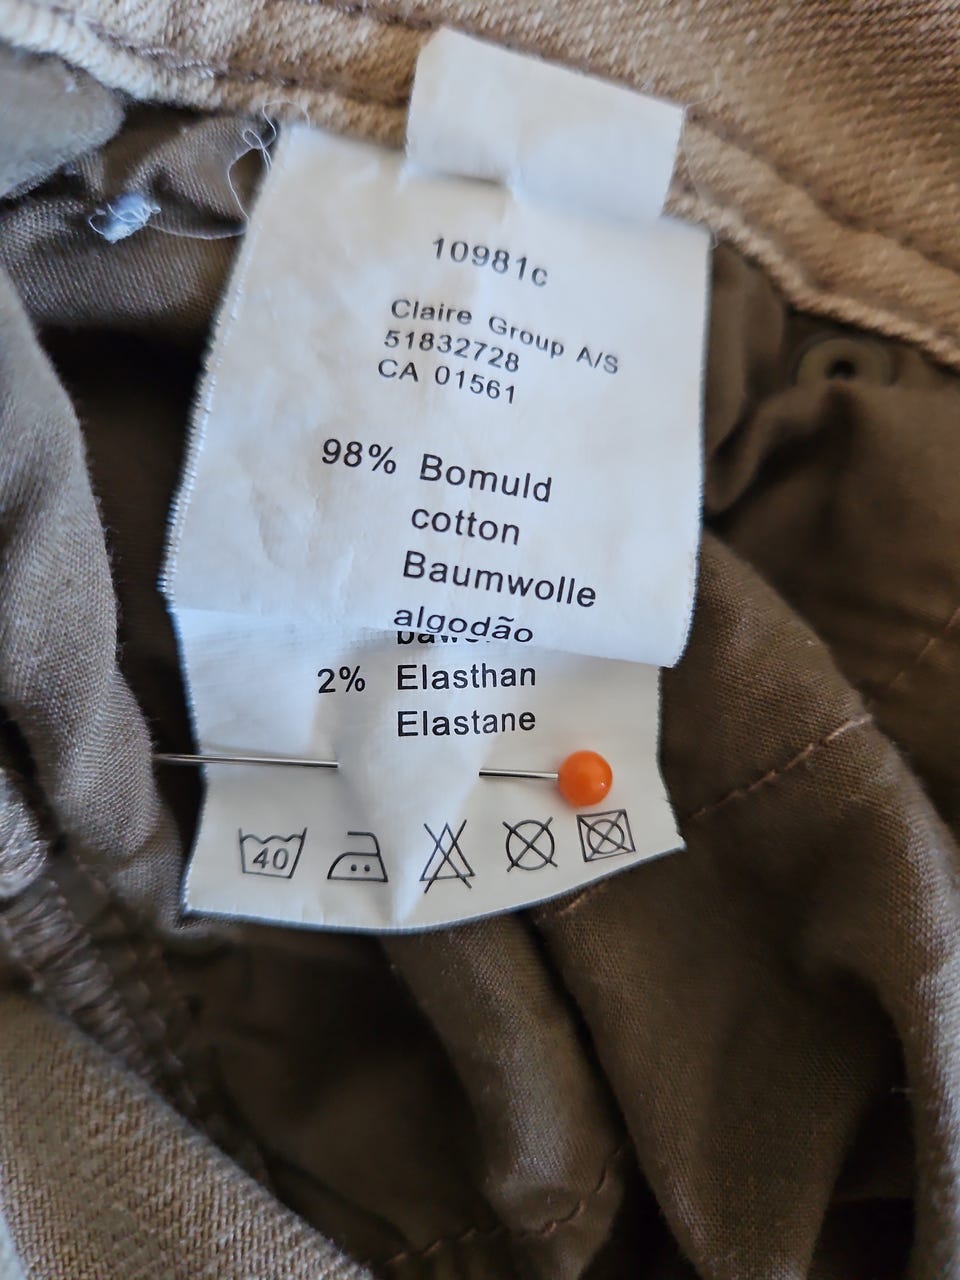 10981c
Claire Group A/S
51832728
CA 01561
98% Bomuld
cotton
Baumwolle
algodão
2% Elasthan
Elastane
40